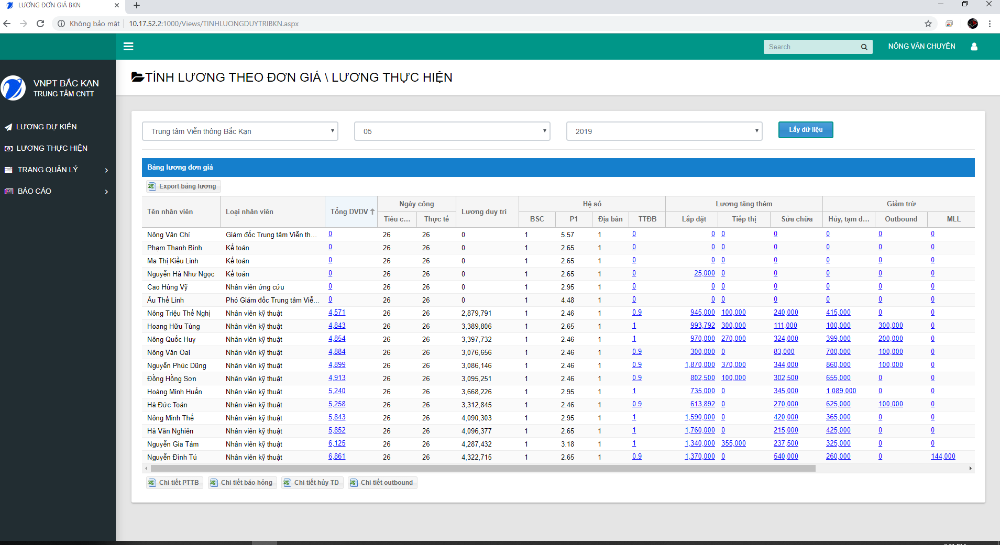 LƯƠNG ĐƠN GIÁ BKN
Không bảo mật | 10.17.52.2:1000/Views/TINHLUONGDUYTRIBKN.aspx
Search NÔNG VĂN CHUYÊN
VNPT BẮC KẠN
TRUNG TÂM CNTT
LƯƠNG DỰ KIẾN
LƯƠNG THỰC HIỆN
TRANG QUẢN LÝ
BÁO CÁO
TÍNH LƯƠNG THEO ĐƠN GIÁ \ LƯƠNG THỰC HIỆN
Trung tâm Viễn thông Bắc Kạn 05 2019 Lấy dữ liệu
Bảng lương đơn giá
Export bảng lương
Ngày công Hệ số Lương tăng thêm Giảm trừ
Tên nhân viên Loại nhân viên Tổng DVDV Lương duy trì
Tiêu c... Thực tế BSC P1 Địa bàn TTĐB Lắp đặt Tiếp thị Sửa chữa Hủy, tạm d... Outbound MLL
Nông Văn Chí Giám đốc Trung tâm Viễn th... 0 26 26 0 1 5.57 1 0 0 0 0 0 0 0
Phạm Thanh Bình Kế toán 0 26 26 0 1 2.65 1 0 0 0 0 0 0 0
Ma Thị Kiều Linh Kế toán 0 26 26 0 1 2.65 1 0 0 0 0 0 0 0
Nguyễn Hà Như Ngọc Kế toán 0 26 26 0 1 2.65 1 0 25,000 0 0 0 0 0
Cao Hùng Vỹ Nhân viên ứng cứu 0 26 26 0 1 2.95 1 0 0 0 0 0 0 0
Âu Thế Linh Phó Giám đốc Trung tâm Viễ... 0 26 26 0 1 4.48 1 0 0 0 0 0 0 0
Nông Triệu Thế Nghị Nhân viên kỹ thuật 4,571 26 26 2,879,791 1 2.46 1 0.9 945,000 100,000 240,000 415,000 0 0
Hoang Hữu Tùng Nhân viên kỹ thuật 4,843 26 26 3,389,806 1 2.65 1 1 993,792 300,000 111,000 100,000 300,000 0
Nông Quốc Huy Nhân viên kỹ thuật 4,854 26 26 3,397,732 1 2.46 1 1 970,000 270,000 324,000 399,000 200,000 0
Nông Văn Oai Nhân viên kỹ thuật 4,884 26 26 3,076,656 1 2.46 1 0.9 300,000 0 83,000 700,000 100,000 0
Nguyễn Phúc Dũng Nhân viên kỹ thuật 4,899 26 26 3,086,146 1 2.46 1 0.9 1,870,000 370,000 344,000 860,000 100,000 0
Đồng Hồng Sơn Nhân viên kỹ thuật 4,913 26 26 3,095,251 1 2.46 1 0.9 802,500 100,000 302,500 655,000 0 0
Hoàng Minh Huấn Nhân viên kỹ thuật 5,240 26 26 3,668,226 1 2.95 1 1 735,000 0 345,000 1,089,000 0 0
Hà Đức Toán Nhân viên kỹ thuật 5,258 26 26 3,312,845 1 2.46 1 0.9 613,892 0 270,000 625,000 100,000 0
Nông Minh Thế Nhân viên kỹ thuật 5,843 26 26 4,090,303 1 2.95 1 1 1,590,000 0 420,000 365,000 0 0
Hà Văn Nghiên Nhân viên kỹ thuật 5,852 26 26 4,096,377 1 2.65 1 1 1,760,000 0 215,000 425,000 0 0
Nguyễn Gia Tám Nhân viên kỹ thuật 6,125 26 26 4,287,432 1 3.18 1 1 1,340,000 355,000 237,500 325,000 0 0
Nguyễn Đình Tú Nhân viên kỹ thuật 6,861 26 26 4,322,715 1 2.65 1 0.9 1,370,000 0 540,000 260,000 0 144,000
Chi tiết PTTB Chi tiết báo hỏng Chi tiết hủy TD Chi tiết outbound